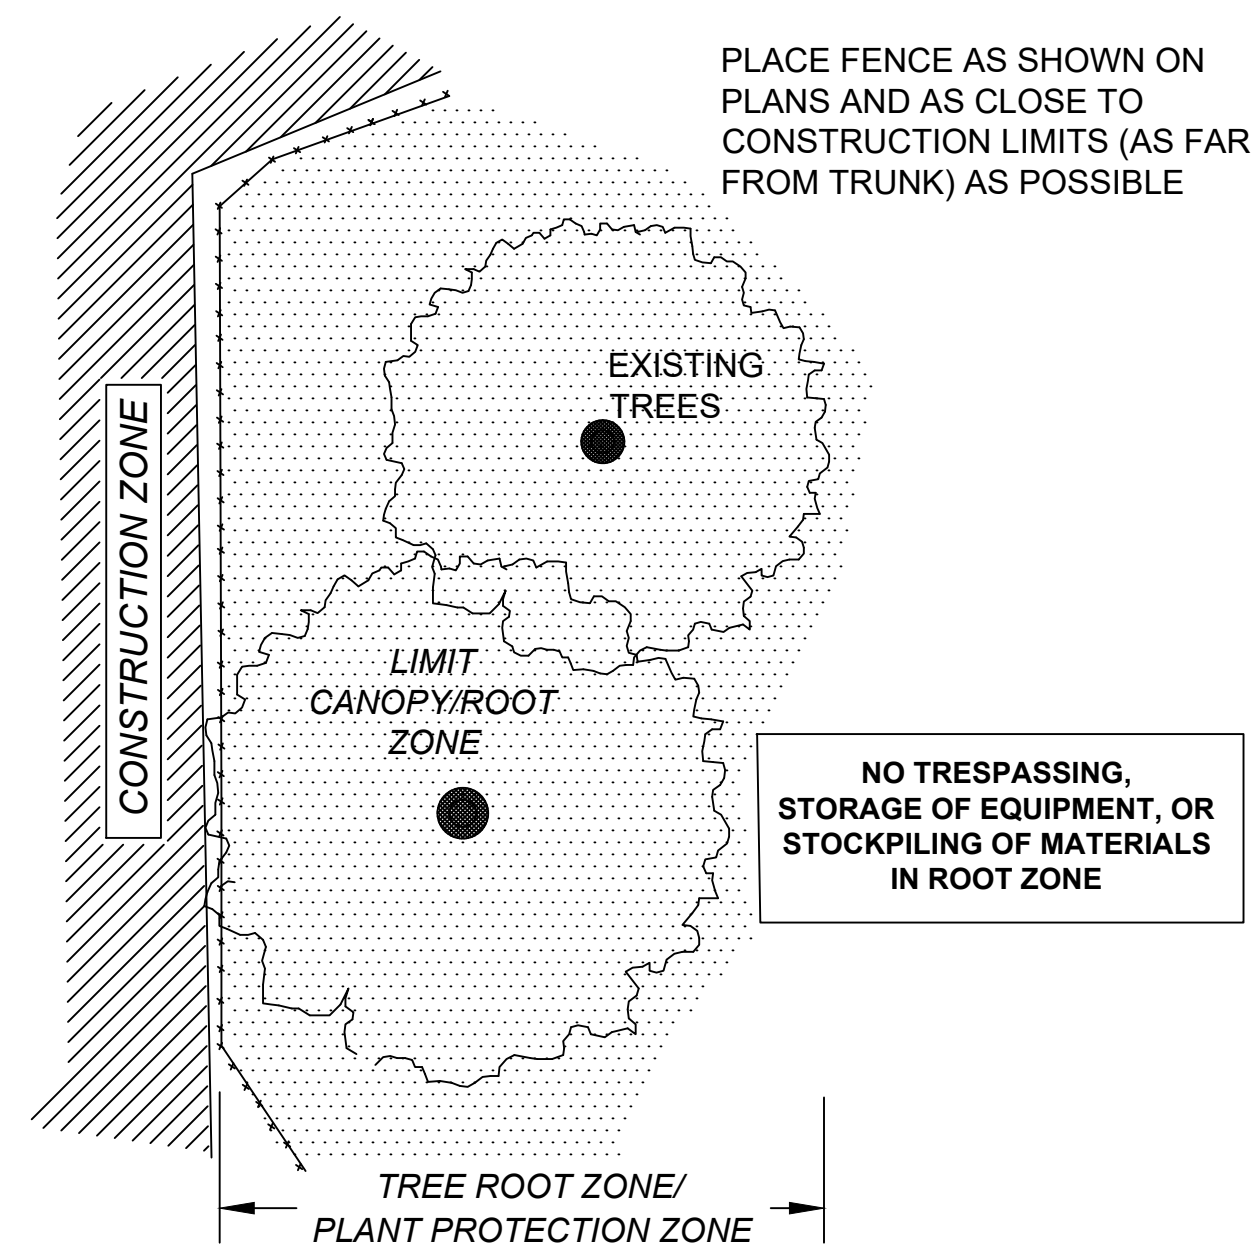 PLACE FENCE AS SHOWN ON
PLANS AND AS CLOSE TO
CONSTRUCTION LIMITS (AS FAR
FROM TRUNK) AS POSSIBLE
EXISTING
TREES
CONSTRUCTION ZONE
LIMIT
CANOPY/ROOT
ZONE
NO TRESPASSING,
STORAGE OF EQUIPMENT, OR
STOCKPILING OF MATERIALS
IN ROOT ZONE
TREE ROOT ZONE/
PLANT PROTECTION ZONE